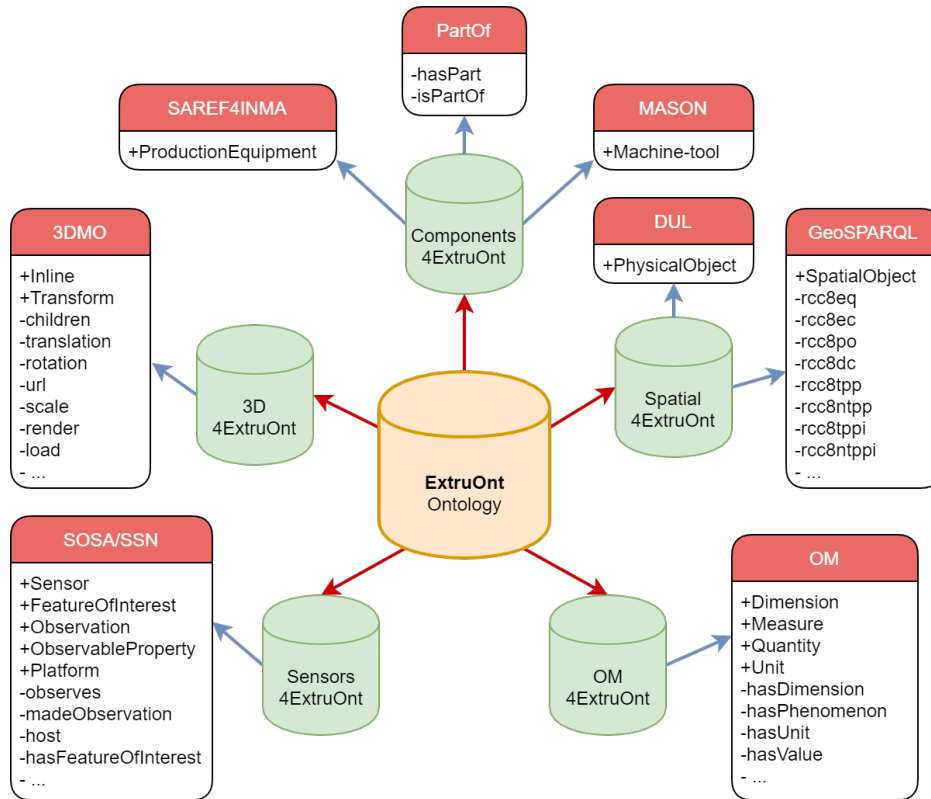 PartOf
-hasPart
-isPartOf
SAREF4INMA
+ProductionEquipment
MASON
+Machine-tool
Components
4ExtruOnt
3DMO
+Inline
+Transform
-children
-translation
-rotation
-url
-scale
-render
-load
- ...
DUL
+PhysicalObject
GeoSPARQL
+SpatialObject
-rcc8eq
-rcc8ec
-rcc8po
-rcc8dc
-rcc8tpp
-rcc8ntpp
-rcc8tppi
-rcc8ntppi
- ...
3D
4ExtruOnt
Spatial
4ExtruOnt
ExtruOnt
Ontology
SOSA/SSN
+Sensor
+FeatureOfInterest
+Observation
+ObservableProperty
+Platform
-observes
-madeObservation
-host
-hasFeatureOfInterest
- ...
Sensors
4ExtruOnt
OM
4ExtruOnt
OM
+Dimension
+Measure
+Quantity
+Unit
-hasDimension
-hasPhenomenon
-hasUnit
-hasValue
- ...